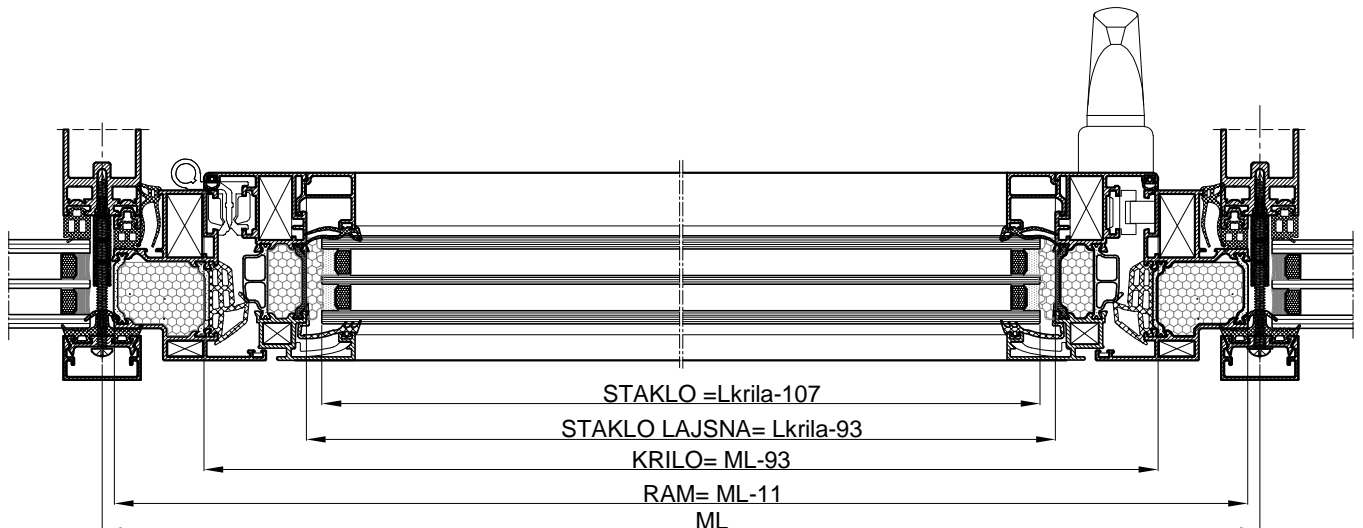 STAKLO =Lkrila-107
STAKLO LAJSNA= Lkrila-93
KRILO= ML-93
RAM= ML-11
ML